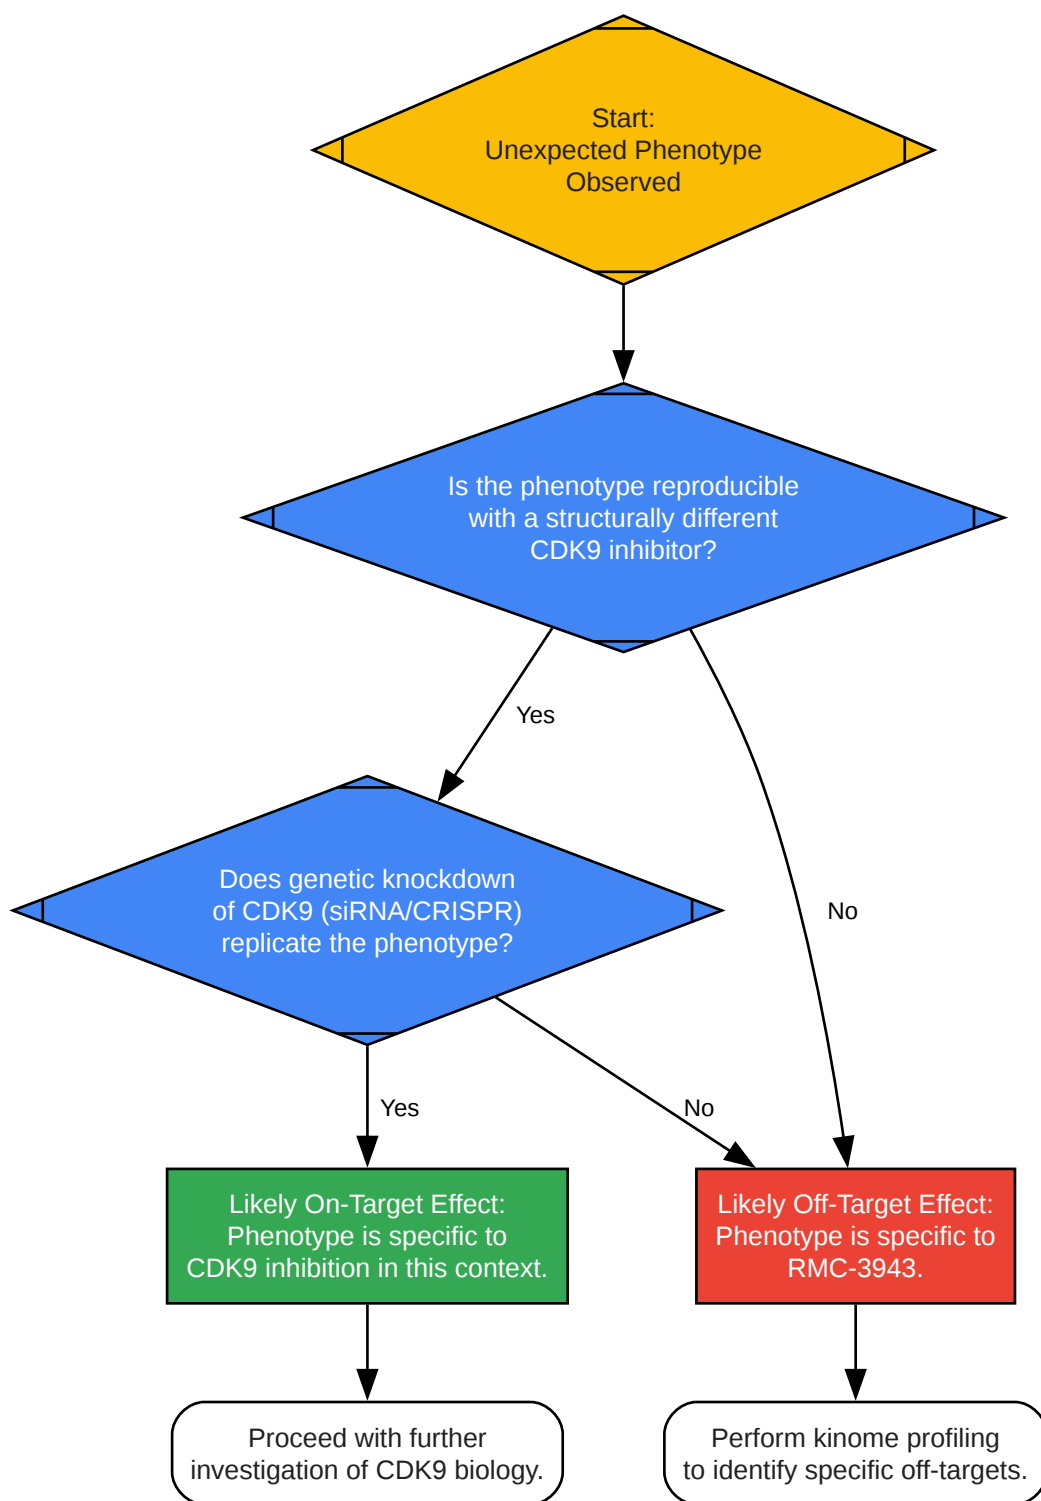 Start:
Unexpected Phenotype
Observed
Is the phenotype reproducible
with a structurally different
CDK9 inhibitor?
Yes
No
Does genetic knockdown
of CDK9 (siRNA/CRISPR)
replicate the phenotype?
Yes
No
Likely On-Target Effect:
Phenotype is specific to
CDK9 inhibition in this context.
Likely Off-Target Effect:
Phenotype is specific to
RMC-3943.
Proceed with further
investigation of CDK9 biology.
Perform kinome profiling
to identify specific off-targets.